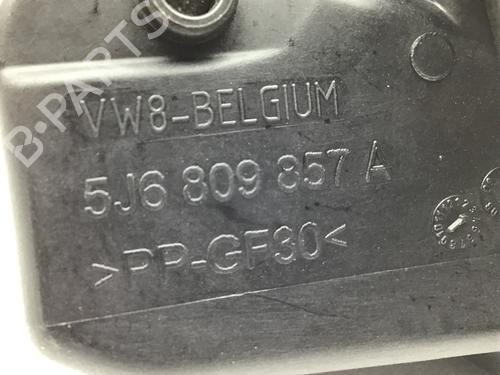 B-PARTS
VW8-BELGIUM
5J6 809 857 A
>PP-GF30<